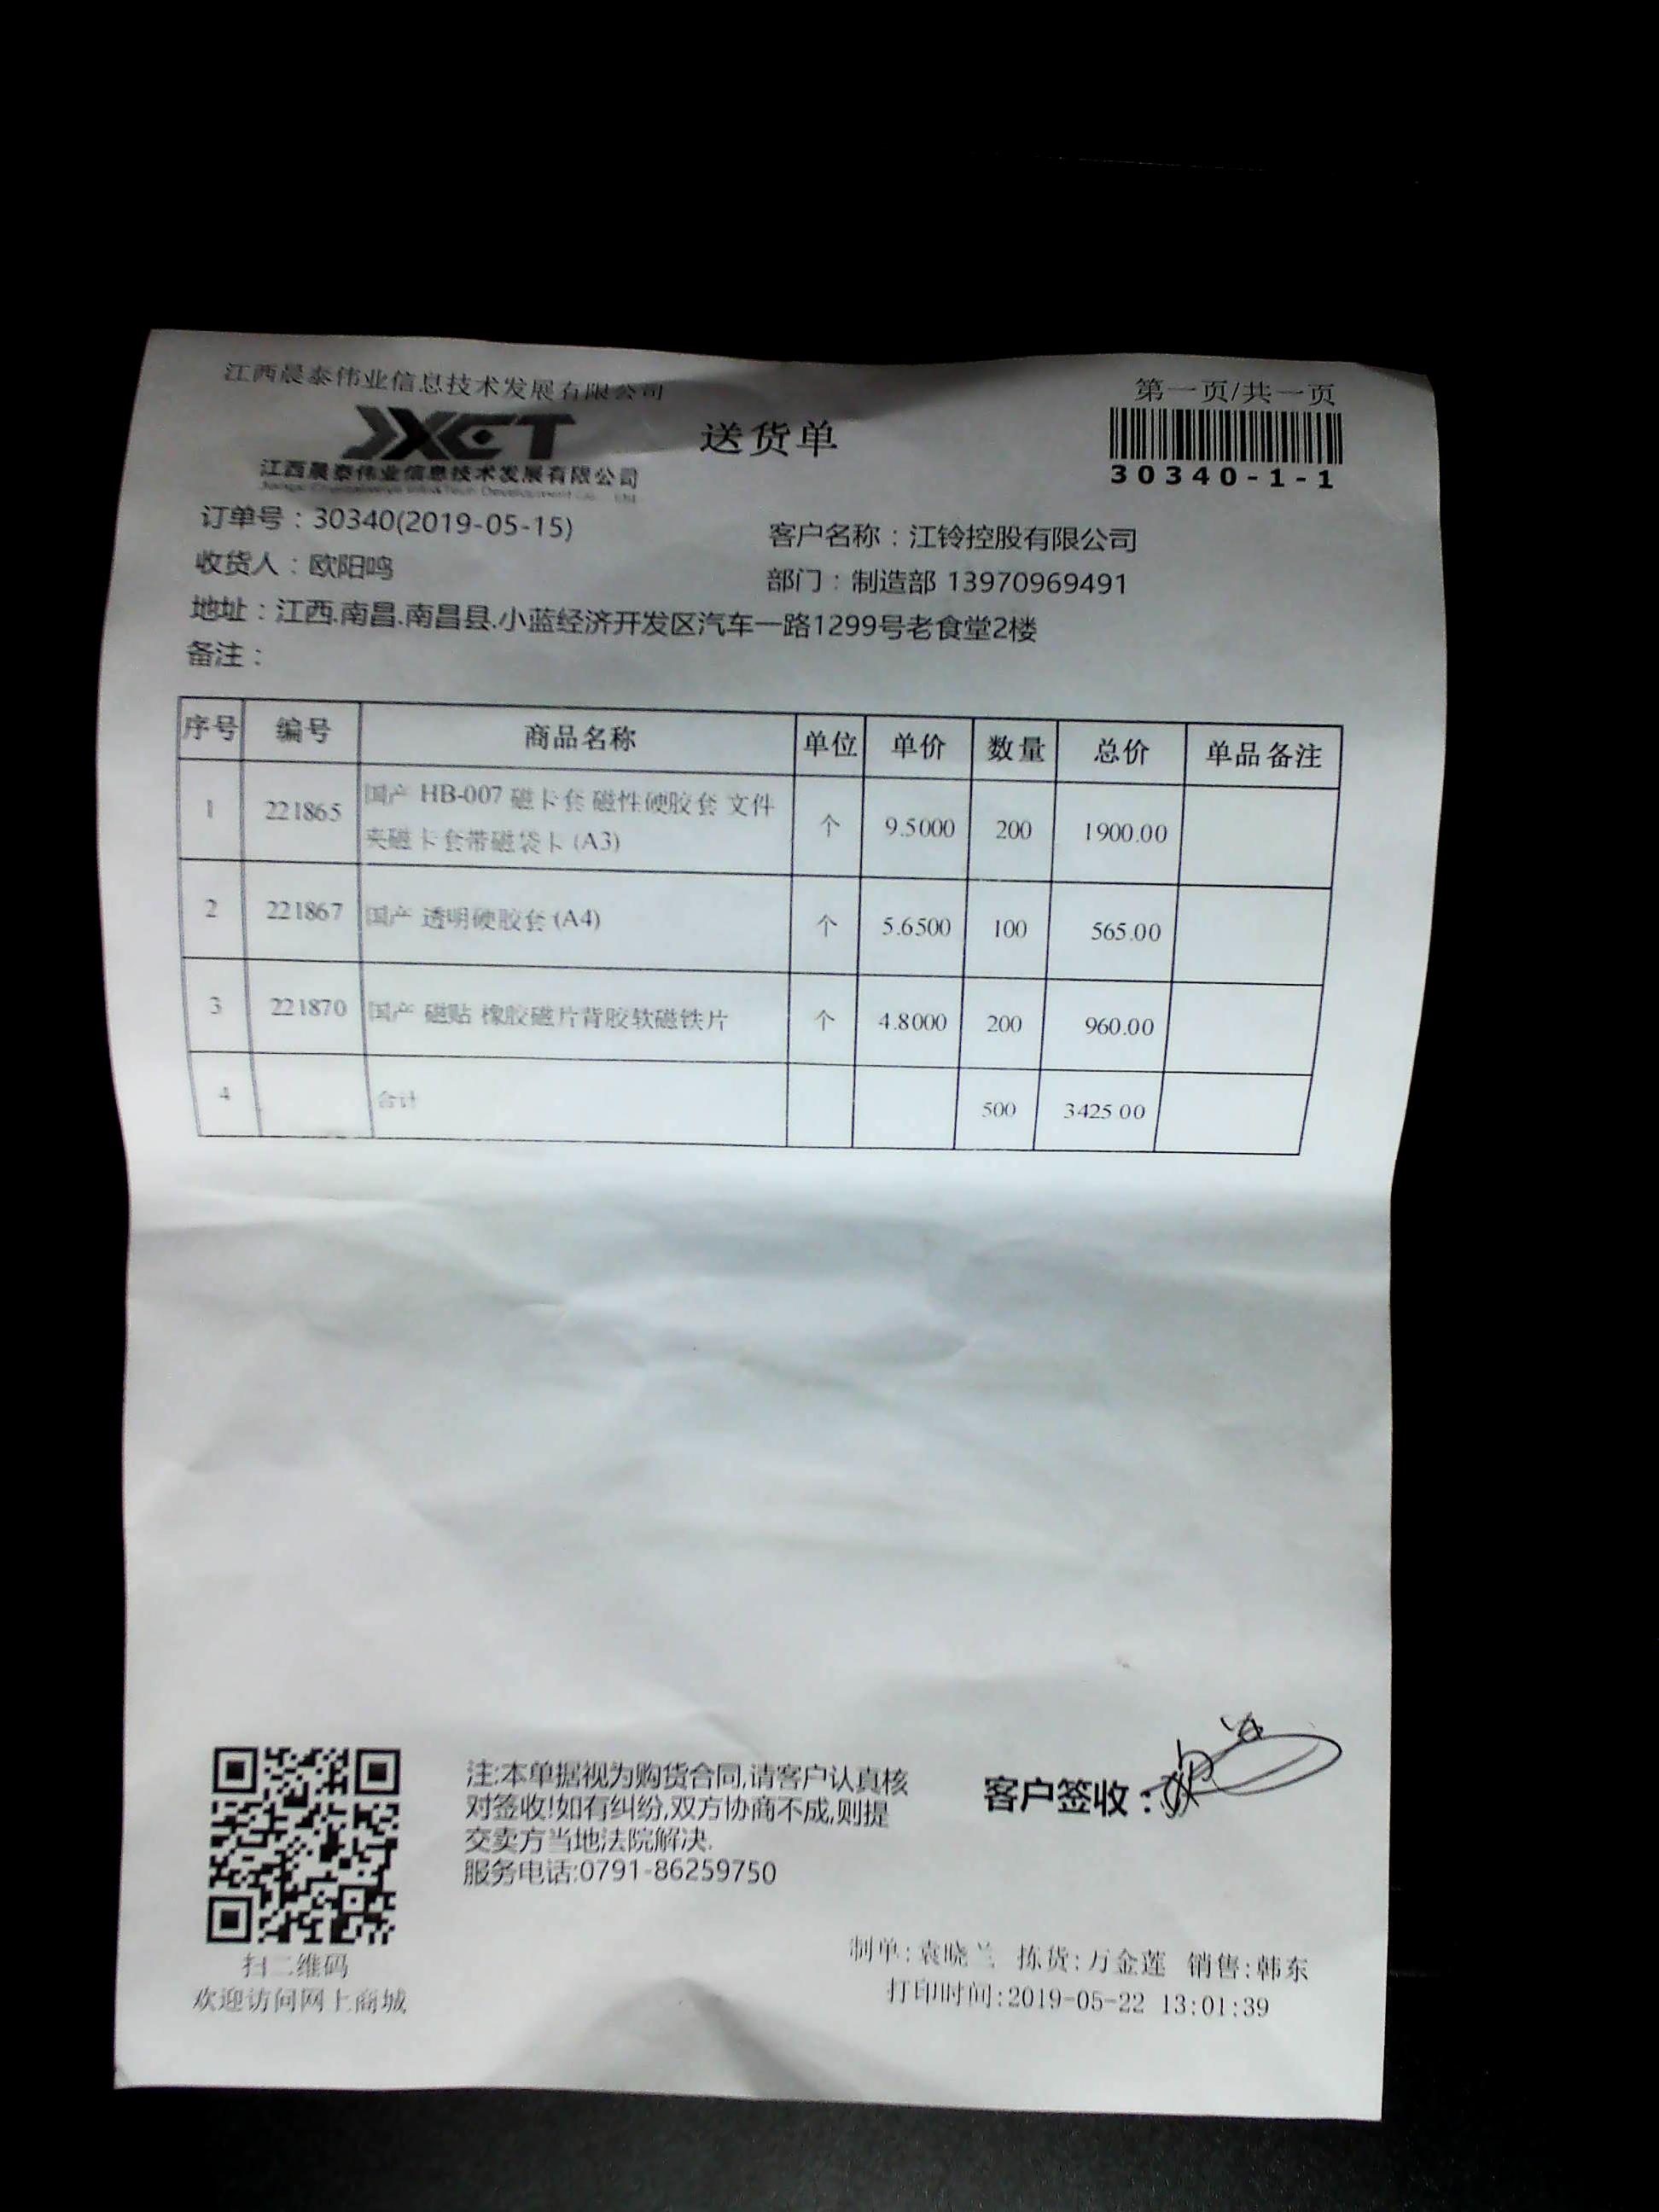 江西晨泰伟业信息技术发展有限公司
第一页/共一页
JXCT
送货单
江西晨泰伟业信息技术发展有限公司
30340-1-1
订单号：30340(2019-05-15)
客户名称：江铃控股有限公司
收货人：欧阳鸣
部门：制造部 13970969491
地址：江西.南昌.南昌县.小蓝经济开发区汽车一路1299号老食堂2楼
备注：
序号 编号 商品名称 单位 单价 数量 总价 单品备注
1 221865 国产 HB-007 磁卡套 磁性硬胶套 文件
夹磁卡套带磁袋卡 (A3) 个 9.5000 200 1900.00
2 221867 国产 透明硬胶套 (A4) 个 5.6500 100 565.00
3 221870 国产 磁贴 橡胶磁片背胶软磁铁片 个 4.8000 200 960.00
4 合计 500 3425.00
注:本单据视为购货合同,请客户认真核
对签收!如有纠纷,双方协商不成,则提
交卖方当地法院解决.
服务电话:0791-86259750
客户签收：
扫二维码
欢迎访问网上商城
制单:袁晓兰 拣货:万金莲 销售:韩东
打印时间:2019-05-22 13:01:39